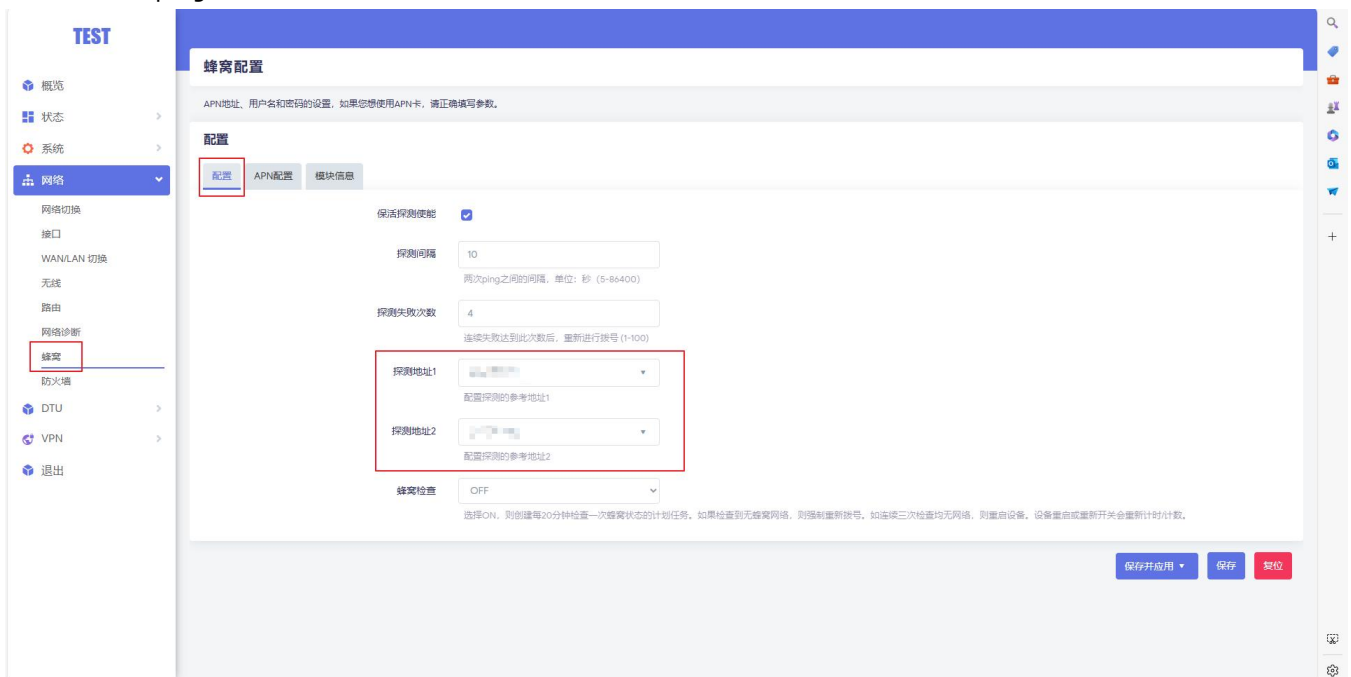 TEST
概览
状态
系统
网络
网络切换
接口
WAN/LAN 切换
无线
路由
网络诊断
蜂窝
防火墙
DTU
VPN
退出
蜂窝配置
APN地址、用户名和密码的设置，如果您想使用APN卡，请正确填写参数。
配置
配置 APN配置 模块信息
保活探测使能
探测间隔 10
两次ping之间的间隔，单位：秒 (5-86400)
探测失败次数 4
连续失败达到此次数后，重新进行拨号 (1-100)
探测地址1
配置探测的参考地址1
探测地址2
配置探测的参考地址2
蜂窝检查 OFF
选择ON，则创建每20分钟检查一次蜂窝状态的计划任务。如果检查到无蜂窝网络，则强制重新拨号。如连续三次检查均无网络，则重启设备。设备重启或重新开关会重新计时/计数。
保存并应用 保存 复位